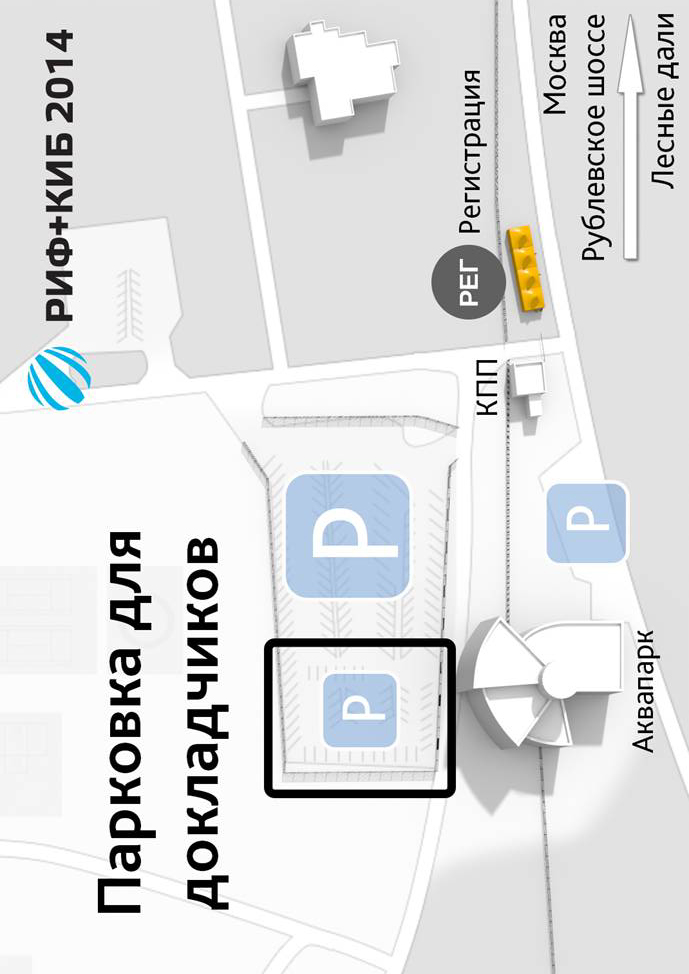 РИФ+КИБ 2014
Парковка для
докладчиков
P
P
P
РЕГ
Регистрация
КПП
Аквапарк
Москва
Рублевское шоссе
Лесные дали